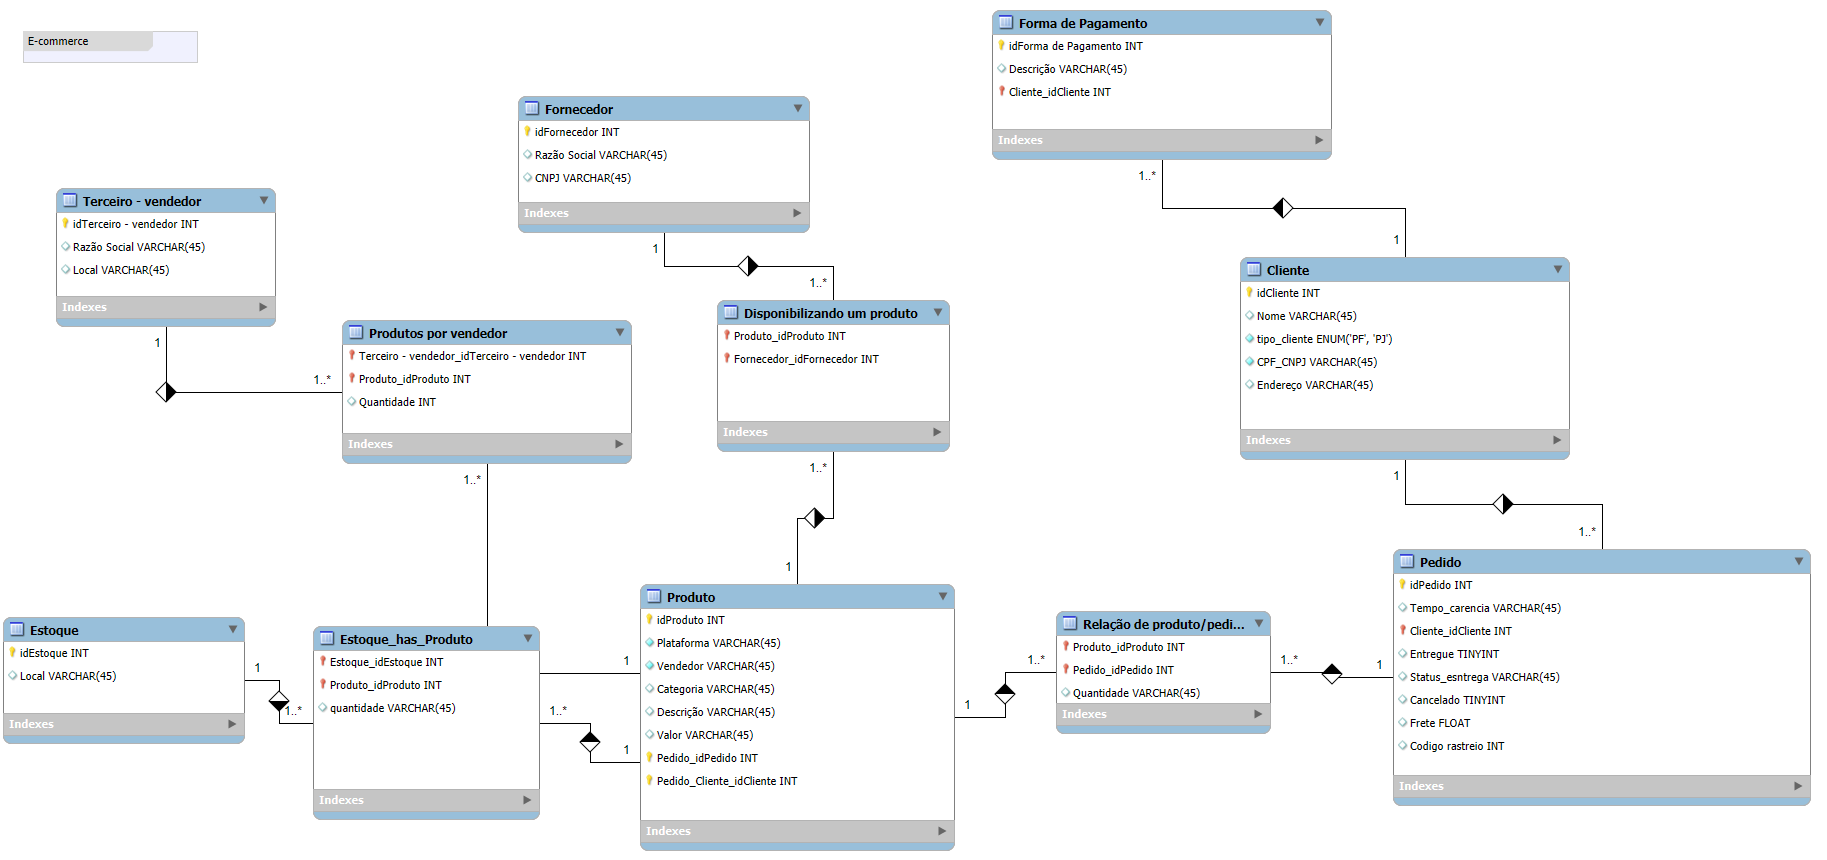 E-commerce
Forma de Pagamento
idForma de Pagamento INT
Descrição VARCHAR(45)
Cliente_idCliente INT
Indexes
1..*
1
Fornecedor
idFornecedor INT
Razão Social VARCHAR(45)
CNPJ VARCHAR(45)
Indexes
1
1..*
Terceiro - vendedor
idTerceiro - vendedor INT
Razão Social VARCHAR(45)
Local VARCHAR(45)
Indexes
1
1..*
Produtos por vendedor
Terceiro - vendedor_idTerceiro - vendedor INT
Produto_idProduto INT
Quantidade INT
Indexes
1..*
Disponibilizando um produto
Produto_idProduto INT
Fornecedor_idFornecedor INT
Indexes
1..*
1
Cliente
idCliente INT
Nome VARCHAR(45)
tipo_cliente ENUM('PF', 'PJ')
CPF_CNPJ VARCHAR(45)
Endereço VARCHAR(45)
Indexes
1
1..*
Estoque
idEstoque INT
Local VARCHAR(45)
Indexes
1
1..*
Estoque_has_Produto
Estoque_idEstoque INT
Produto_idProduto INT
quantidade VARCHAR(45)
Indexes
1
1..*
1
Produto
idProduto INT
Plataforma VARCHAR(45)
Vendedor VARCHAR(45)
Categoria VARCHAR(45)
Descrição VARCHAR(45)
Valor VARCHAR(45)
Pedido_idPedido INT
Pedido_Cliente_idCliente INT
Indexes
1
1..*
Relação de produto/pedi...
Produto_idProduto INT
Pedido_idPedido INT
Quantidade VARCHAR(45)
Indexes
1..*
1
Pedido
idPedido INT
Tempo_carencia VARCHAR(45)
Cliente_idCliente INT
Entregue TINYINT
Status_esntrega VARCHAR(45)
Cancelado TINYINT
Frete FLOAT
Codigo rastreio INT
Indexes